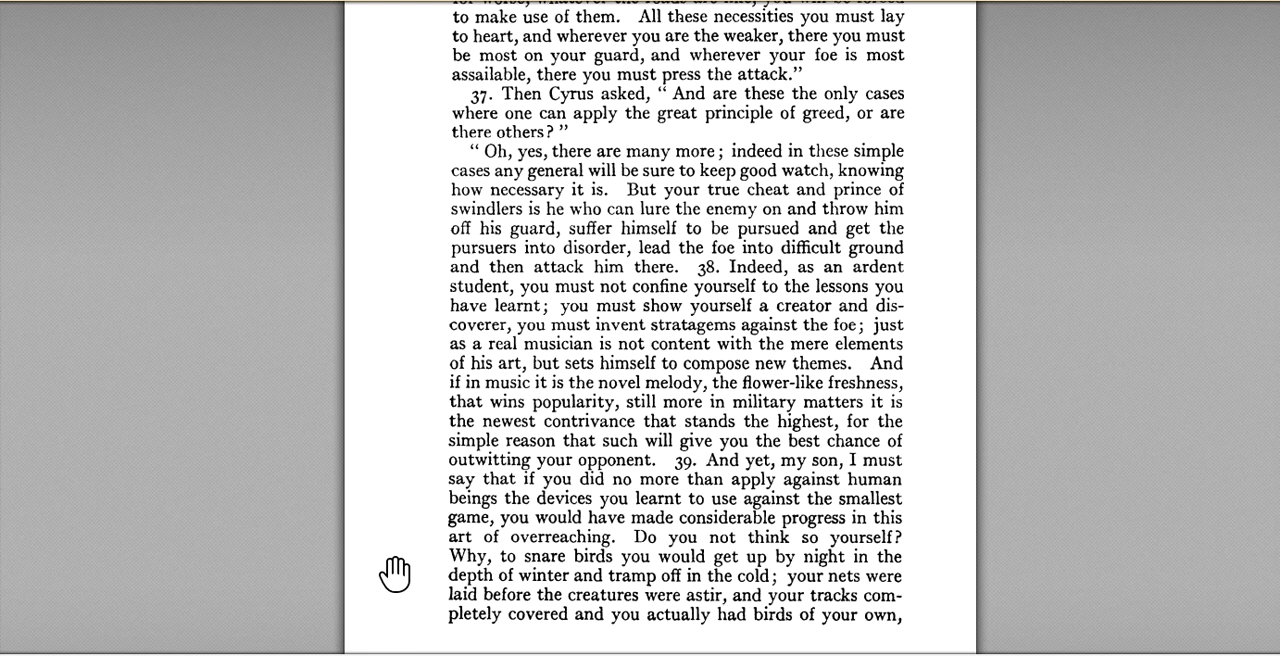 to make use of them. All these necessities you must lay
to heart, and wherever you are the weaker, there you must
be most on your guard, and wherever your foe is most
assailable, there you must press the attack.”
37. Then Cyrus asked, “ And are these the only cases
where one can apply the great principle of greed, or are
there others? ”
“ Oh, yes, there are many more ; indeed in these simple
cases any general will be sure to keep good watch, knowing
how necessary it is. But your true cheat and prince of
swindlers is he who can lure the enemy on and throw him
off his guard, suffer himself to be pursued and get the
pursuers into disorder, lead the foe into difficult ground
and then attack him there. 38. Indeed, as an ardent
student, you must not confine yourself to the lessons you
have learnt ; you must show yourself a creator and dis-
coverer, you must invent stratagems against the foe ; just
as a real musician is not content with the mere elements
of his art, but sets himself to compose new themes. And
if in music it is the novel melody, the flower-like freshness,
that wins popularity, still more in military matters it is
the newest contrivance that stands the highest, for the
simple reason that such will give you the best chance of
outwitting your opponent. 39. And yet, my son, I must
say that if you did no more than apply against human
beings the devices you learnt to use against the smallest
game, you would have made considerable progress in this
art of overreaching. Do you not think so yourself?
Why, to snare birds you would get up by night in the
depth of winter and tramp off in the cold ; your nets were
laid before the creatures were astir, and your tracks com-
pletely covered and you actually had birds of your own,